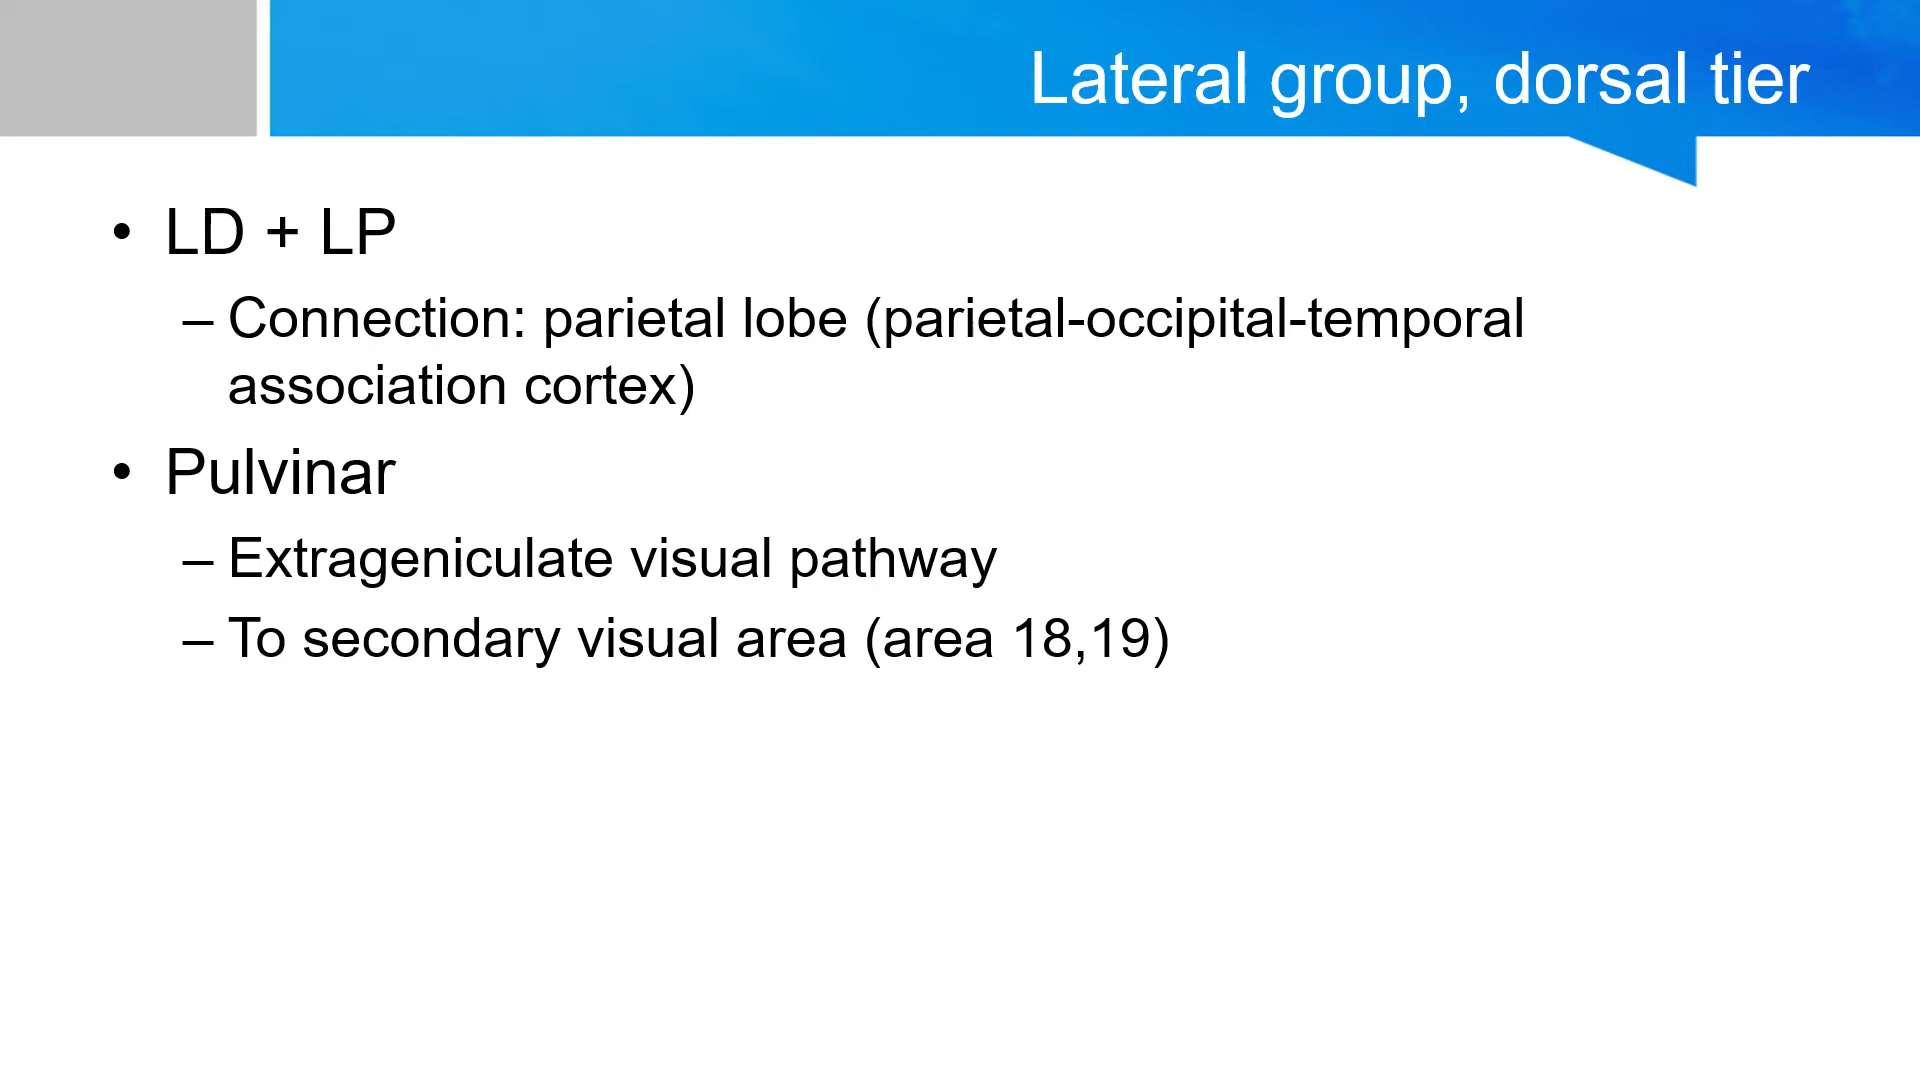 Lateral group, dorsal tier
• LD + LP
– Connection: parietal lobe (parietal-occipital-temporal
association cortex)
• Pulvinar
– Extrageniculate visual pathway
– To secondary visual area (area 18,19)